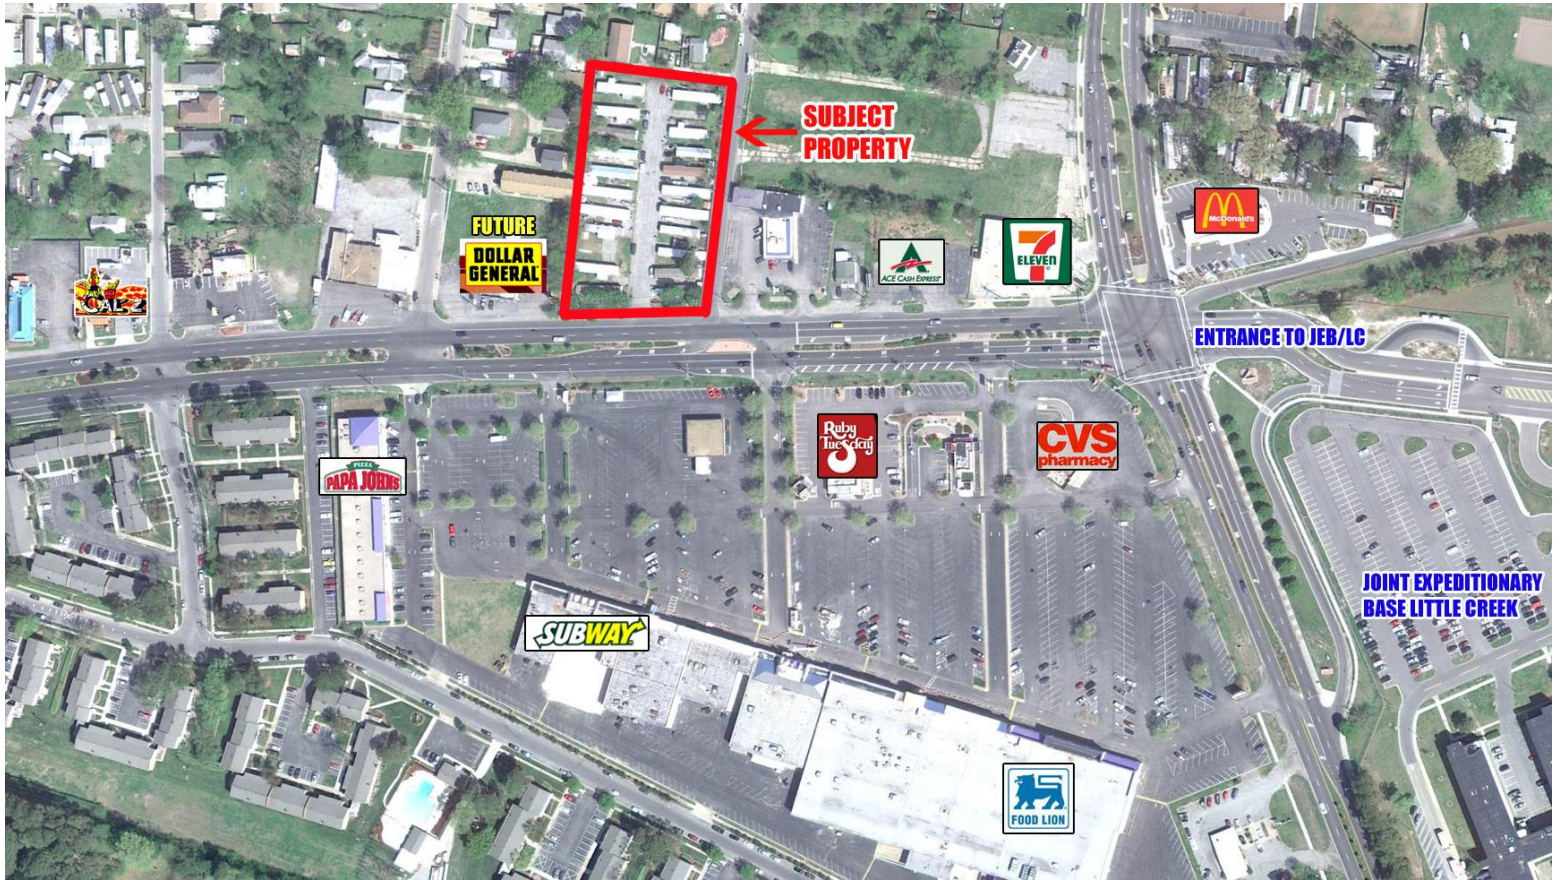 SUBJECT
PROPERTY
FUTURE
DOLLAR
GENERAL
CAL'Z
ACE CASH EXPRESS
7
ELEVEN
McDonald's
ENTRANCE TO JEB/LC
Ruby
Tuesday
CVS
pharmacy
PIZZA
PAPA JOHNS
JOINT EXPEDITIONARY
BASE LITTLE CREEK
SUBWAY
FOOD LION